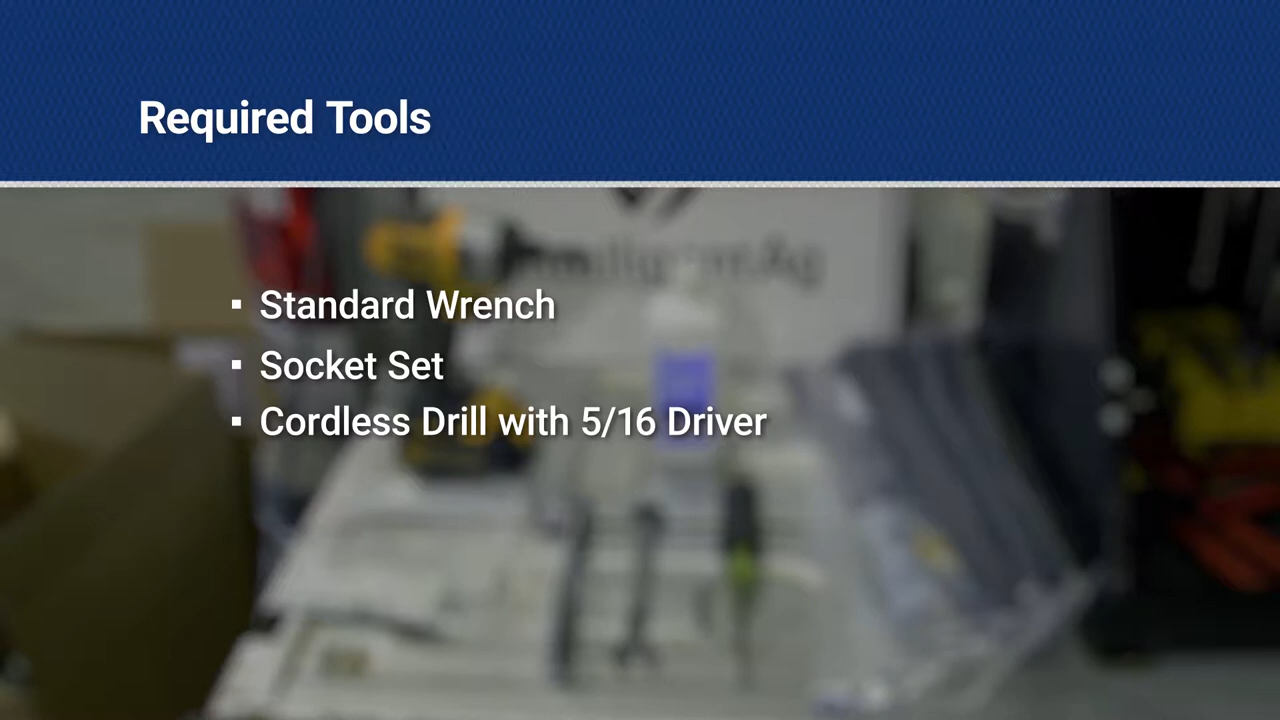 Required Tools
Standard Wrench
Socket Set
Cordless Drill with 5/16 Driver